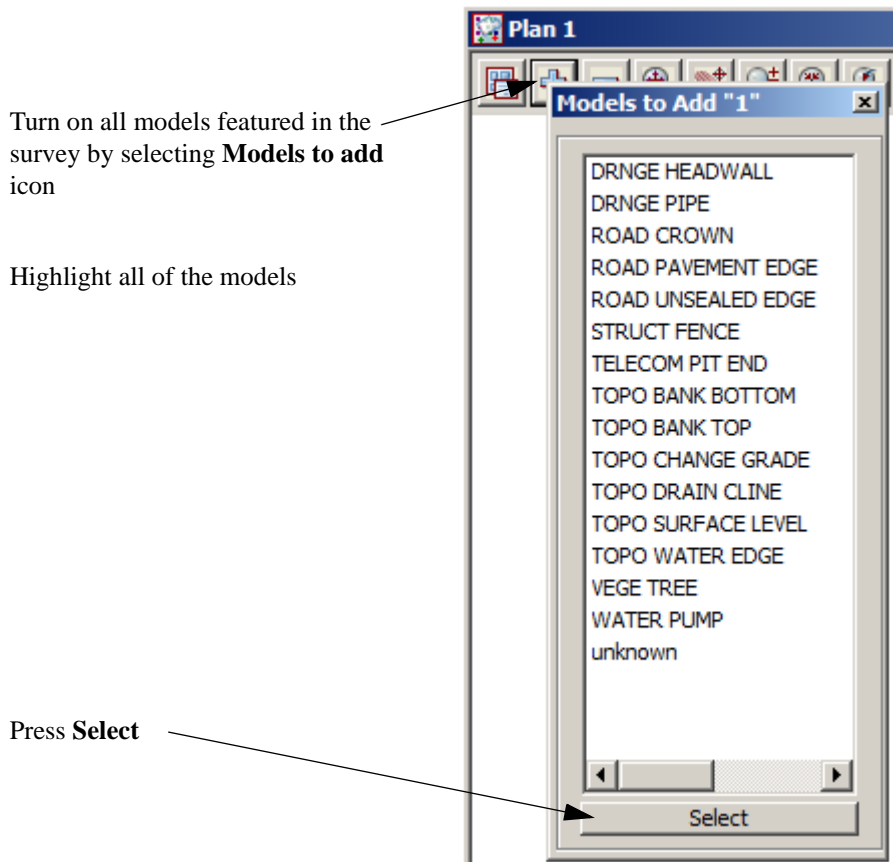 Plan 1
Models to Add "1"
Turn on all models featured in the
survey by selecting Models to add
icon
Highlight all of the models
DRNGE HEADWALL
DRNGE PIPE
ROAD CROWN
ROAD PAVEMENT EDGE
ROAD UNSEALED EDGE
STRUCT FENCE
TELECOM PIT END
TOPO BANK BOTTOM
TOPO BANK TOP
TOPO CHANGE GRADE
TOPO DRAIN CLINE
TOPO SURFACE LEVEL
TOPO WATER EDGE
VEGE TREE
WATER PUMP
unknown
Press Select
Select